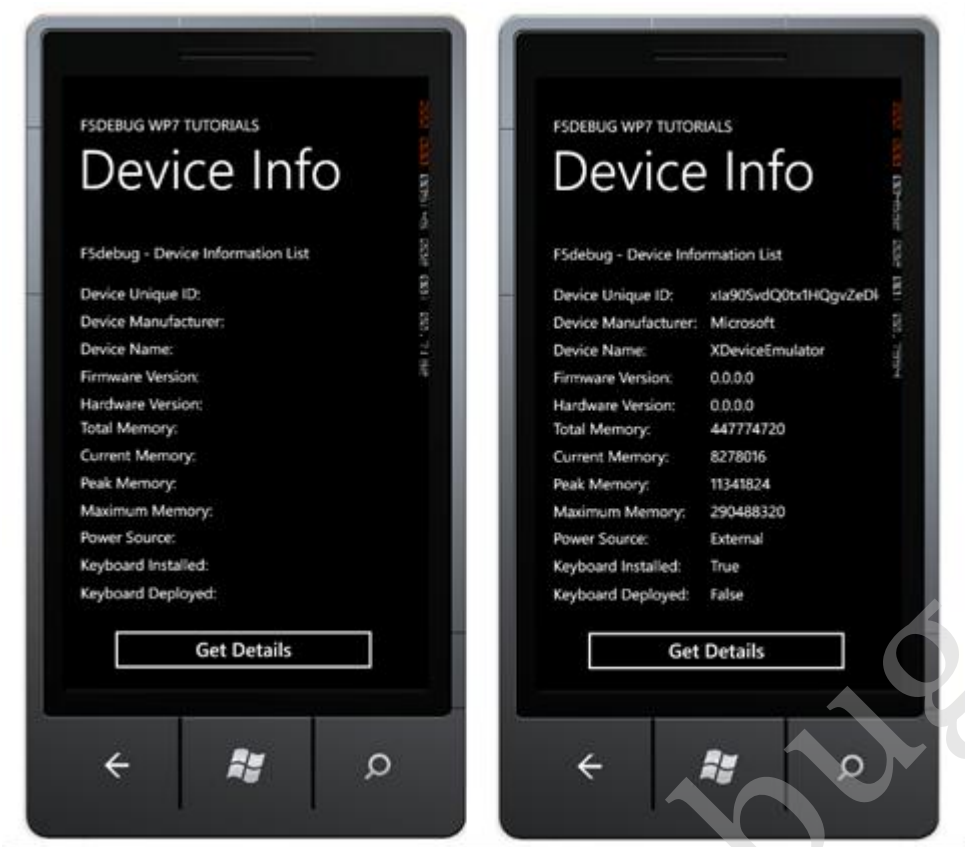 F5DEBUG WP7 TUTORIALS
Device Info
F5debug - Device Information List
Device Unique ID:
Device Manufacturer:
Device Name:
Firmware Version:
Hardware Version:
Total Memory:
Current Memory:
Peak Memory:
Maximum Memory:
Power Source:
Keyboard Installed:
Keyboard Deployed:
Get Details
F5DEBUG WP7 TUTORIALS
Device Info
F5debug - Device Information List
Device Unique ID:
Device Manufacturer: Microsoft
Device Name: XDeviceEmulator
Firmware Version: 0.0.0.0
Hardware Version: 0.0.0.0
Total Memory: 447774720
Current Memory: 8278016
Peak Memory: 11341824
Maximum Memory: 290488320
Power Source: External
Keyboard Installed: True
Keyboard Deployed: False
Get Details
bug